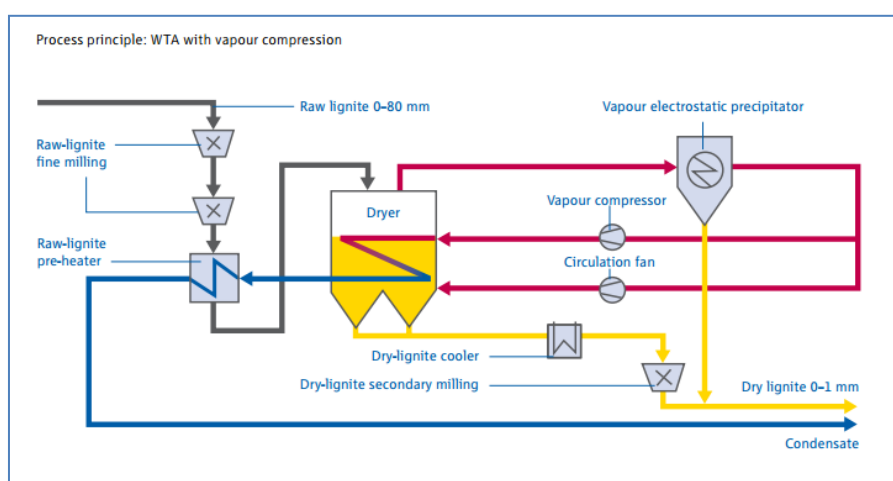 Process principle: WTA with vapour compression
Raw lignite 0–80 mm
Vapour electrostatic precipitator
Raw-lignite
fine milling
Dryer
Vapour compressor
Raw-lignite
pre-heater
Circulation fan
Dry-lignite cooler
Dry-lignite secondary milling
Dry lignite 0–1 mm
Condensate